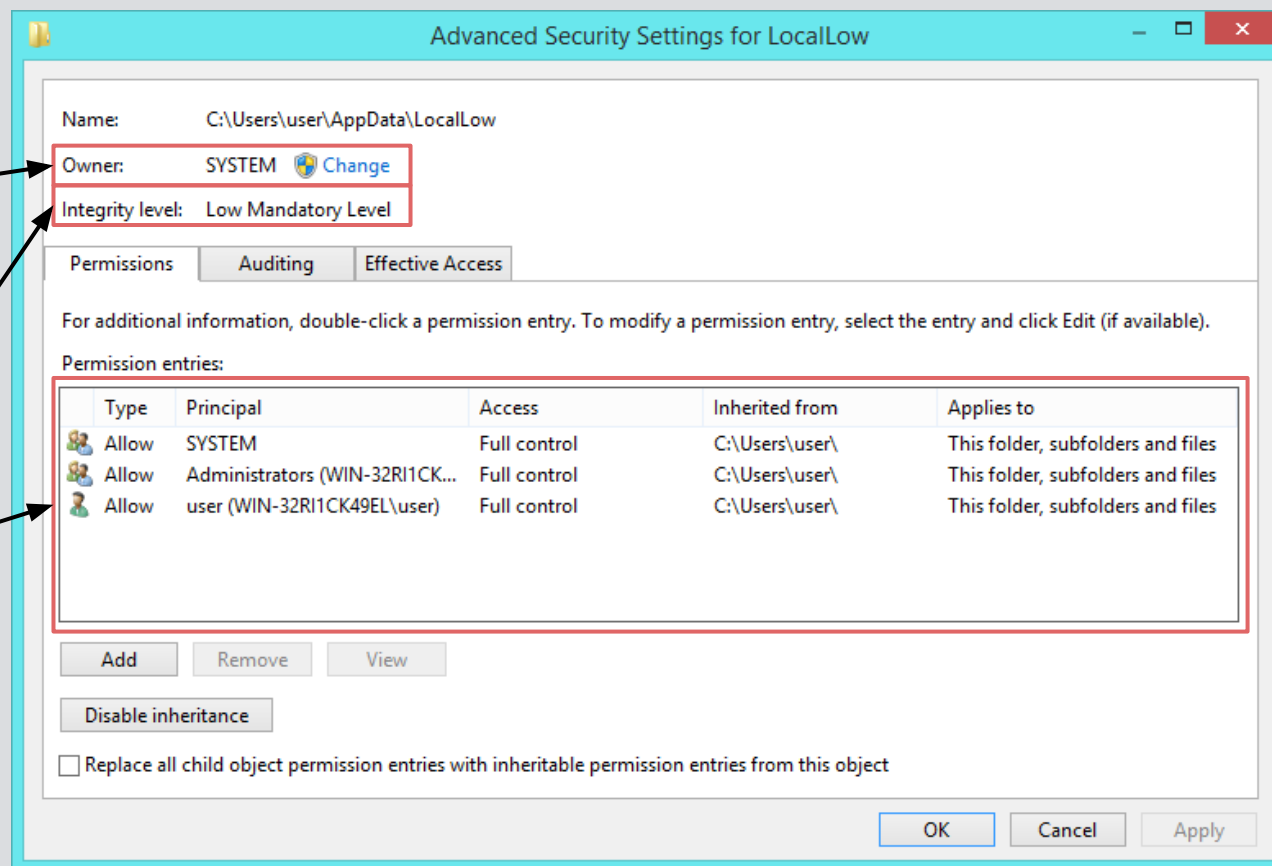 Advanced Security Settings for LocalLow
Name: C:\Users\user\AppData\LocalLow
Owner: SYSTEM Change
Integrity level: Low Mandatory Level
Permissions Auditing Effective Access
For additional information, double-click a permission entry. To modify a permission entry, select the entry and click Edit (if available).
Permission entries:
Type Principal Access Inherited from Applies to
Allow SYSTEM Full control C:\Users\user\ This folder, subfolders and files
Allow Administrators (WIN-32RI1CK... Full control C:\Users\user\ This folder, subfolders and files
Allow user (WIN-32RI1CK49EL\user) Full control C:\Users\user\ This folder, subfolders and files
Add Remove View
Disable inheritance
Replace all child object permission entries with inheritable permission entries from this object
OK Cancel Apply